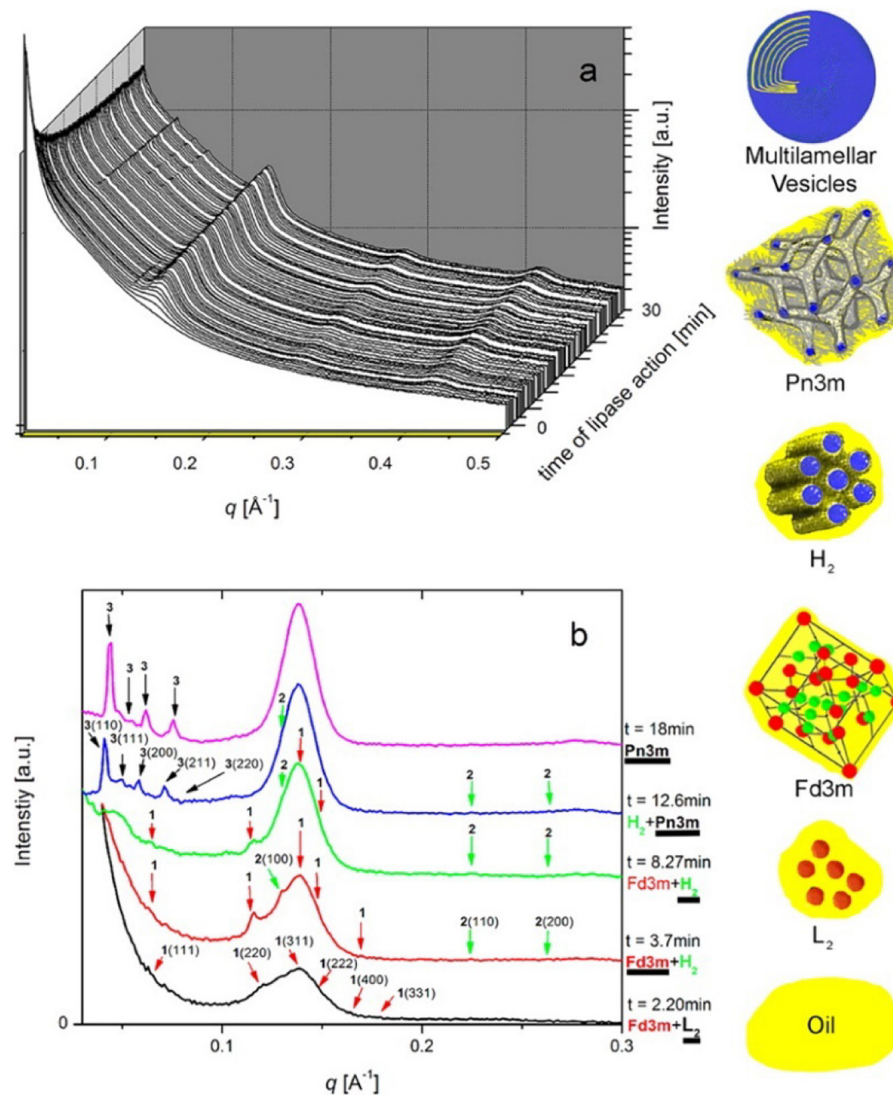 a
Intensity [a.u.]
30
time of lipase action [min]
0
0.1 0.2 0.3 0.4 0.5
q [Å⁻¹]
b
3
3
3
3
2
3(110)
3(111)
3(200)
3(211)
3(220)
t = 18min
Pn3m
2
1
1
2
2
t = 12.6min
H₂+Pn3m
1
1
2(100)
1
1
2
2
t = 8.27min
Fd3m+H₂
1
1
1(111)
1(220)
1(311)
1(222)
1(400)
1(331)
1
2(110)
2(200)
t = 3.7min
Fd3m+H₂
t = 2.20min
Fd3m+L₂
Intenstiy [a.u.]
0
0.1 0.2 0.3
q [A⁻¹]
Multilamellar
Vesicles
Pn3m
H₂
Fd3m
L₂
Oil